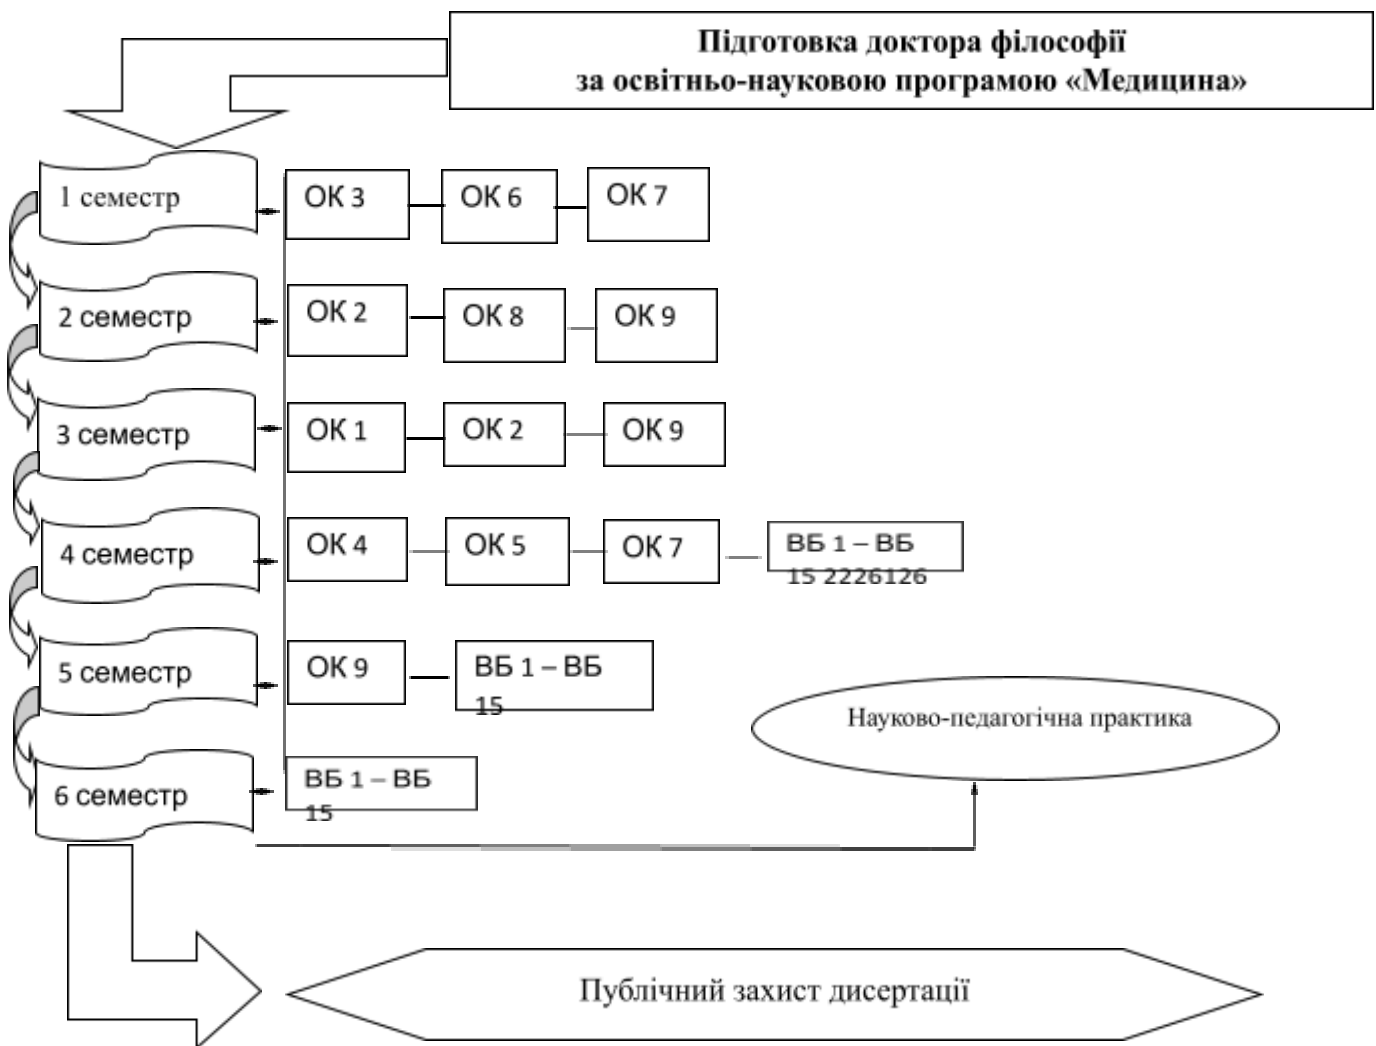 Підготовка доктора філософії
за освітньо-науковою програмою «Медицина»
1 семестр
ОК 3
ОК 6
ОК 7
2 семестр
ОК 2
ОК 8
ОК 9
3 семестр
ОК 1
ОК 2
ОК 9
4 семестр
ОК 4
ОК 5
ОК 7
ВБ 1 – ВБ
15 2226126
5 семестр
ОК 9
ВБ 1 – ВБ
15
Науково-педагогічна практика
6 семестр
ВБ 1 – ВБ
15
Публічний захист дисертації